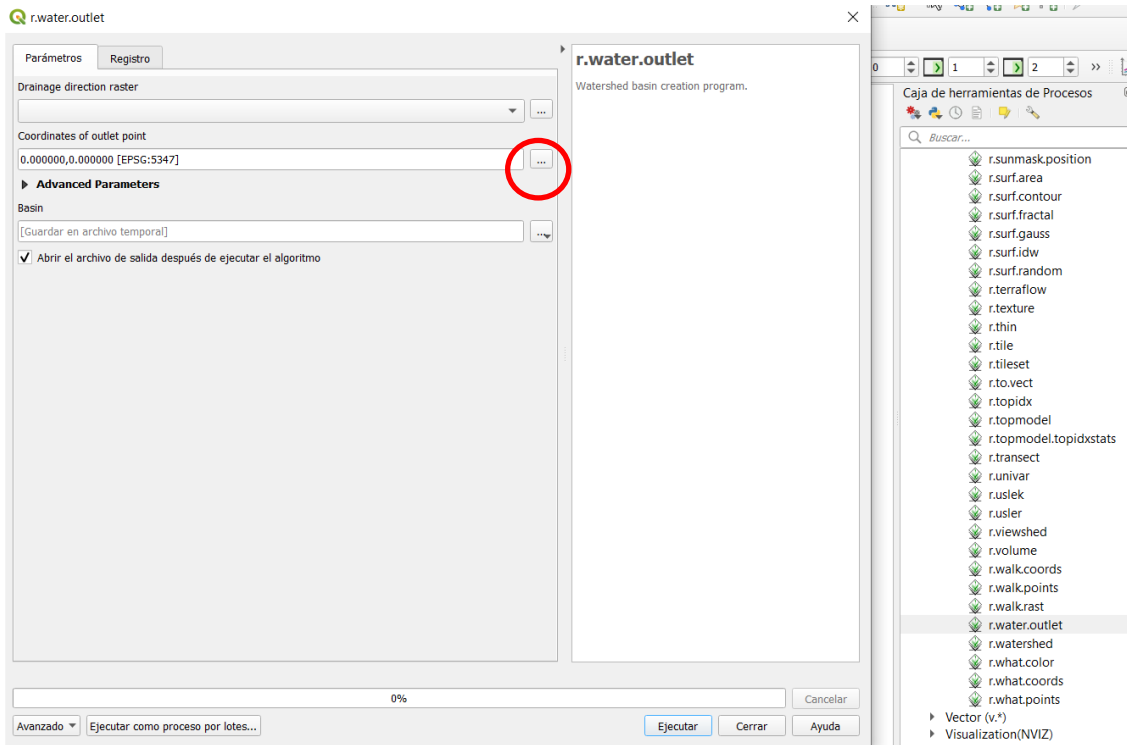 r.water.outlet
Parámetros
Registro
Drainage direction raster
...
Coordinates of outlet point
0.000000,0.000000 [EPSG:5347]
...
Advanced Parameters
Basin
[Guardar en archivo temporal]
...
Abrir el archivo de salida después de ejecutar el algoritmo
r.water.outlet
Watershed basin creation program.
0%
Cancelar
Avanzado
Ejecutar como proceso por lotes...
Ejecutar
Cerrar
Ayuda
0
1
2
»
Caja de herramientas de Procesos
Buscar...
r.sunmask.position
r.surf.area
r.surf.contour
r.surf.fractal
r.surf.gauss
r.surf.idw
r.surf.random
r.terraflow
r.texture
r.thin
r.tile
r.tileset
r.to.vect
r.topidx
r.topmodel
r.topmodel.topidxstats
r.transect
r.univar
r.uslek
r.usler
r.viewshed
r.volume
r.walk.coords
r.walk.points
r.walk.rast
r.water.outlet
r.watershed
r.what.color
r.what.coords
r.what.points
Vector (v.*)
Visualization(NVIZ)